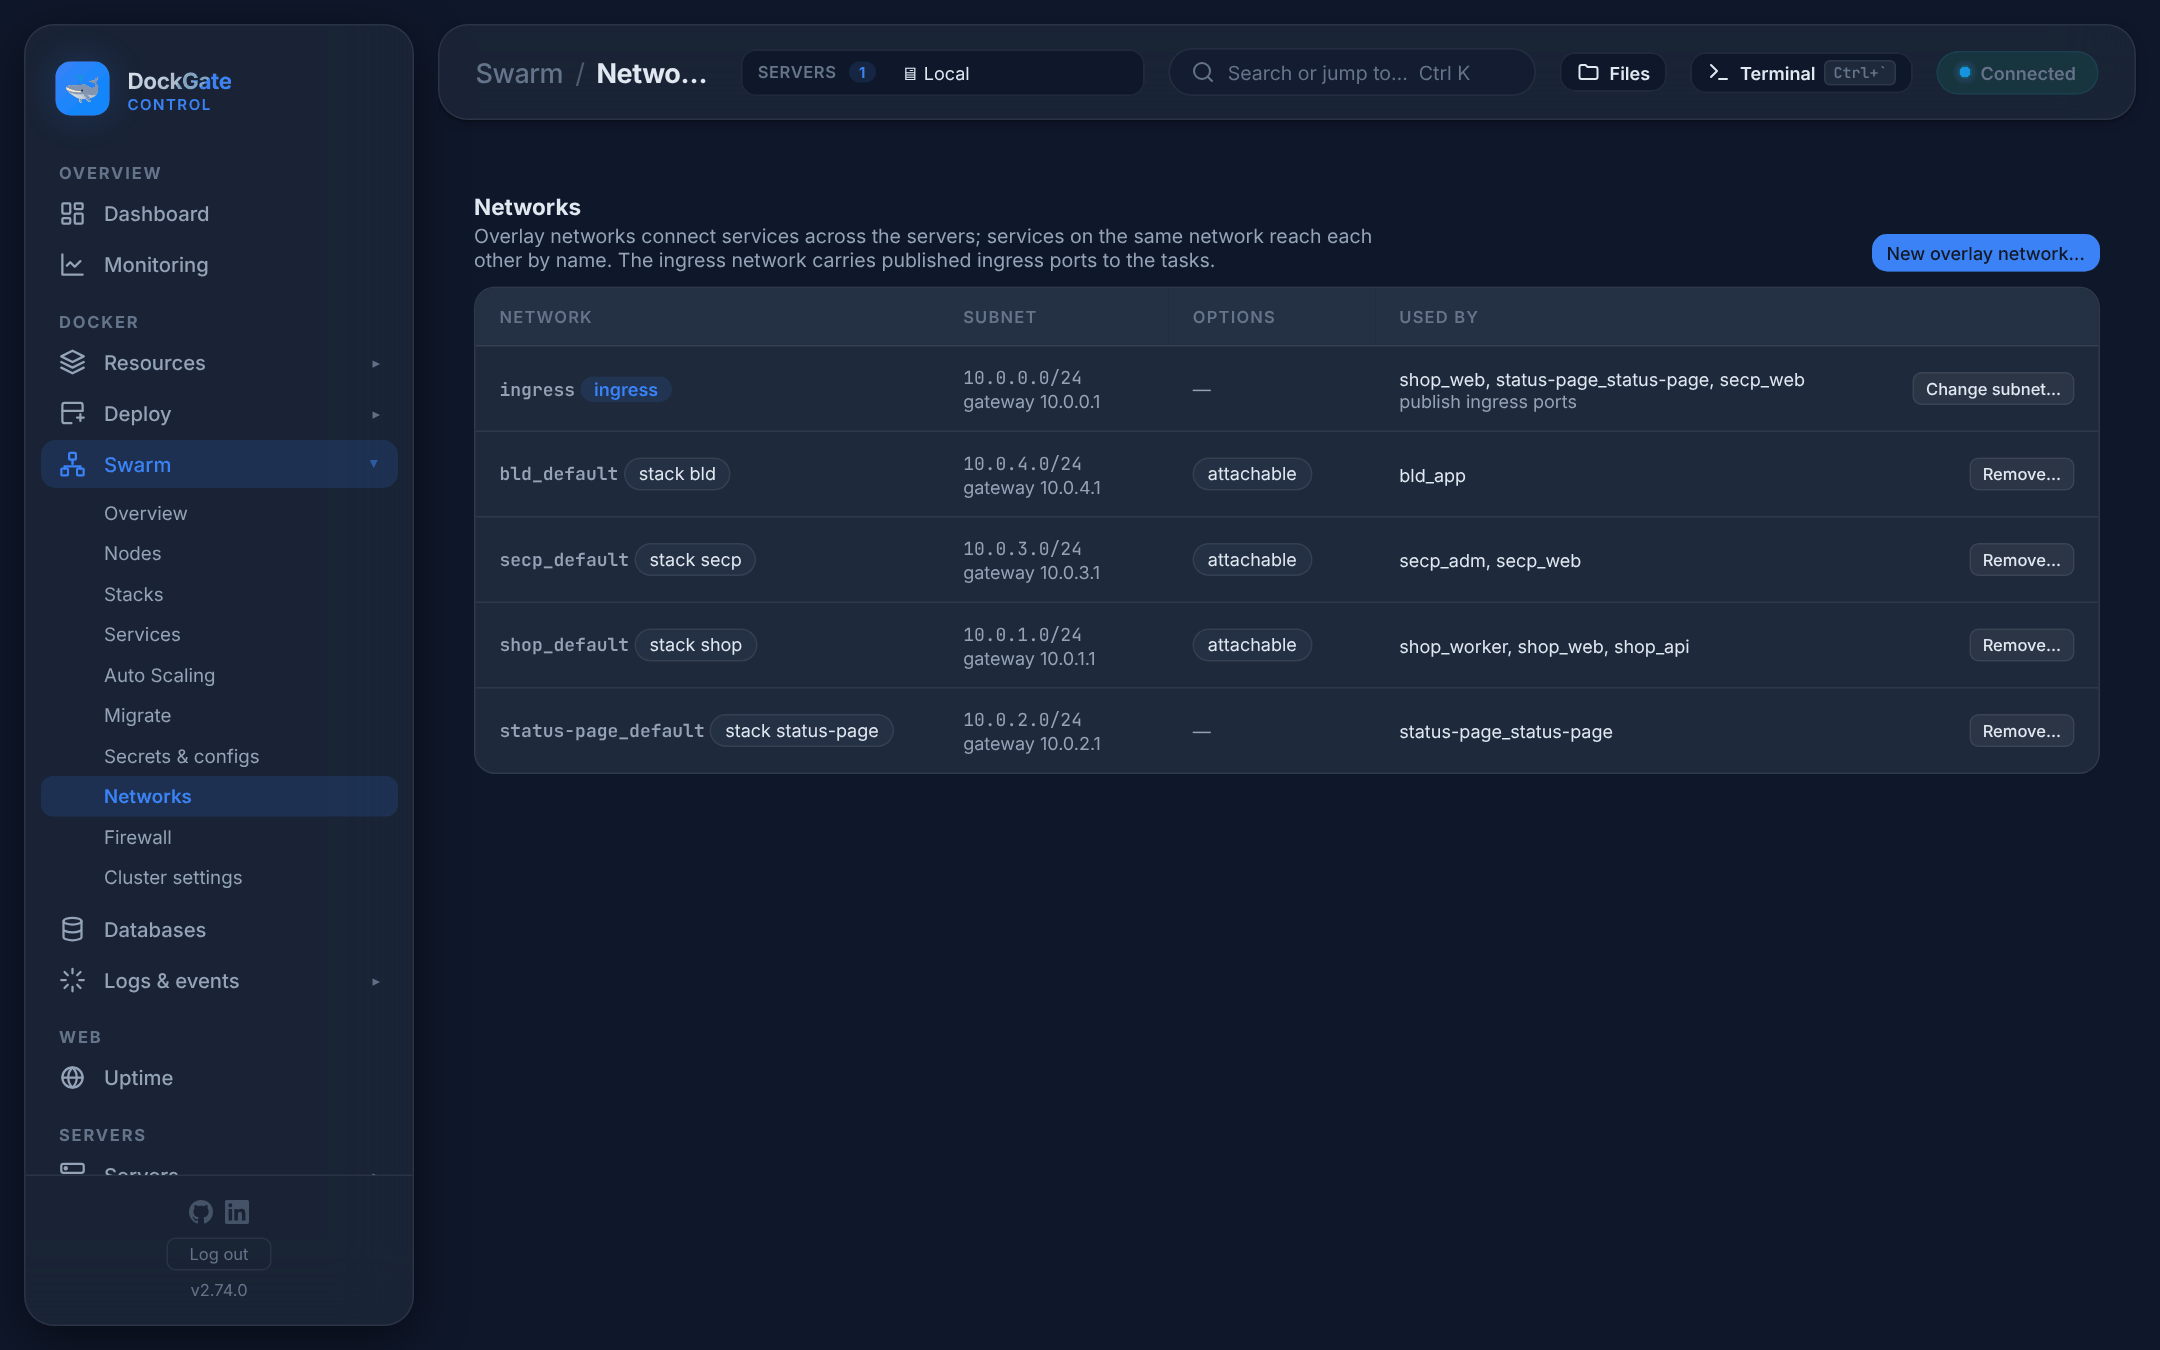 DockGate
CONTROL
OVERVIEW
Dashboard
Monitoring
DOCKER
Resources
Deploy
Swarm
Overview
Nodes
Stacks
Services
Auto Scaling
Migrate
Secrets & configs
Networks
Firewall
Cluster settings
Databases
Logs & events
WEB
Uptime
SERVERS
Servers
Log out
v2.74.0
Swarm / Netwo... SERVERS 1 Local Search or jump to... Ctrl K Files Terminal Ctrl+` Connected
Networks
Overlay networks connect services across the servers; services on the same network reach each
other by name. The ingress network carries published ingress ports to the tasks.
New overlay network...
NETWORK SUBNET OPTIONS USED BY
ingress ingress 10.0.0.0/24 — shop_web, status-page_status-page, secp_web Change subnet...
gateway 10.0.0.1 publish ingress ports
bld_default stack bld 10.0.4.0/24 attachable bld_app Remove...
gateway 10.0.4.1
secp_default stack secp 10.0.3.0/24 attachable secp_adm, secp_web Remove...
gateway 10.0.3.1
shop_default stack shop 10.0.1.0/24 attachable shop_worker, shop_web, shop_api Remove...
gateway 10.0.1.1
status-page_default stack status-page 10.0.2.0/24 — status-page_status-page Remove...
gateway 10.0.2.1